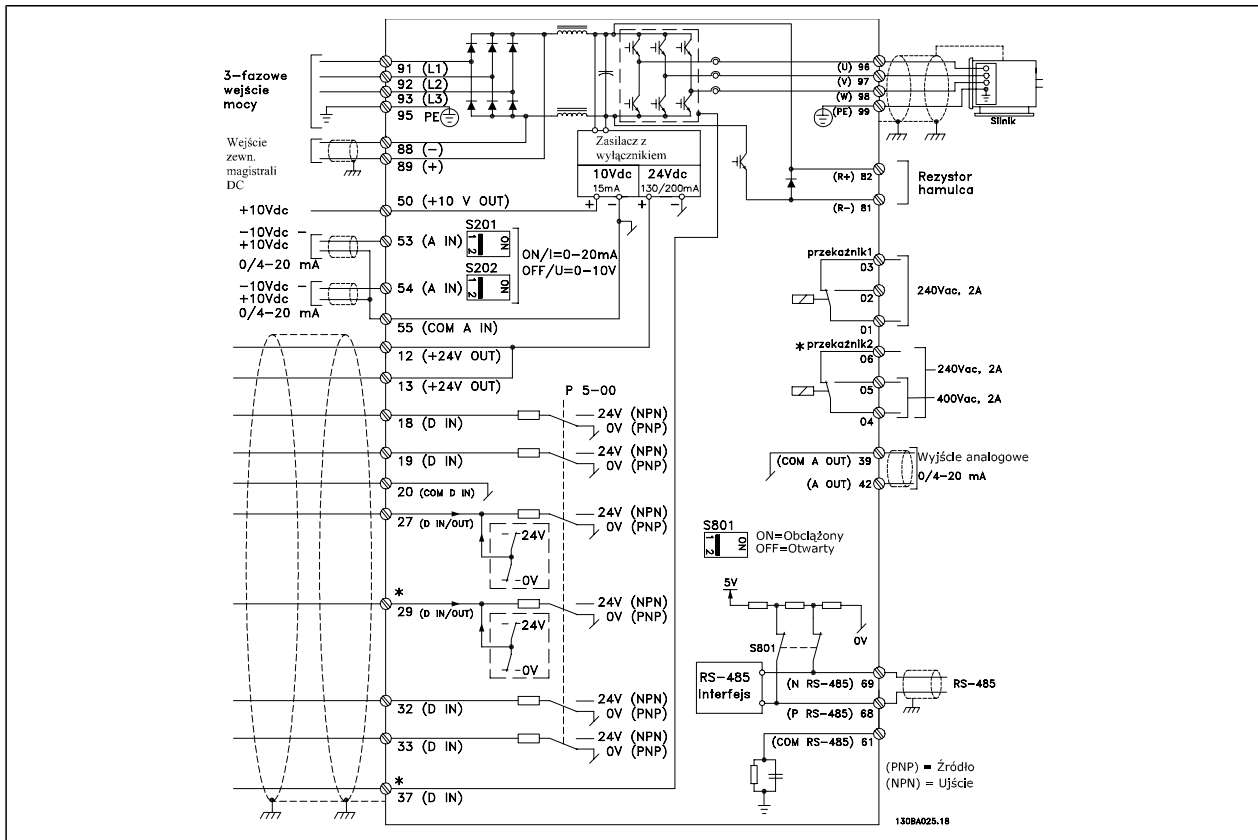 3-fazowe
wejście
mocy
91 (L1)
92 (L2)
93 (L3)
95 PE
Wejście
zewn.
magistrali
DC
88 (-)
89 (+)
+10Vdc
50 (+10 V OUT)
-10Vdc -
+10Vdc
0/4-20 mA
53 (A IN)
S201
1
2
ON
ON/I=0-20mA
OFF/U=0-10V
S202
1
2
ON
-10Vdc -
+10Vdc
0/4-20 mA
54 (A IN)
55 (COM A IN)
12 (+24V OUT)
13 (+24V OUT)
P 5-00
18 (D IN)
24V (NPN)
0V (PNP)
19 (D IN)
24V (NPN)
0V (PNP)
20 (COM D IN)
27 (D IN/OUT)
24V (NPN)
0V (PNP)
24V
0V
*
29 (D IN/OUT)
24V (NPN)
0V (PNP)
24V
0V
32 (D IN)
24V (NPN)
0V (PNP)
33 (D IN)
24V (NPN)
0V (PNP)
*
37 (D IN)
Zasilacz z
wyłącznikiem
10Vdc
15mA
24Vdc
130/200mA
+ - + -
(U) 96
(V) 97
(W) 98
(PE) 99
Silnik
(R+) 82
Rezystor
hamulca
(R-) 81
przekaźnik1
03
02
01
240Vac, 2A
* przekaźnik2
06
05
04
240Vac, 2A
400Vac, 2A
(COM A OUT) 39
(A OUT) 42
Wyjście analogowe
0/4-20 mA
S801
1
2
ON
ON=Obciążony
OFF=Otwarty
5V
0V
S801
RS-485
Interfejs
(N RS-485) 69
RS-485
(P RS-485) 68
(COM RS-485) 61
(PNP) = Źródło
(NPN) = Ujście
130BA025.18